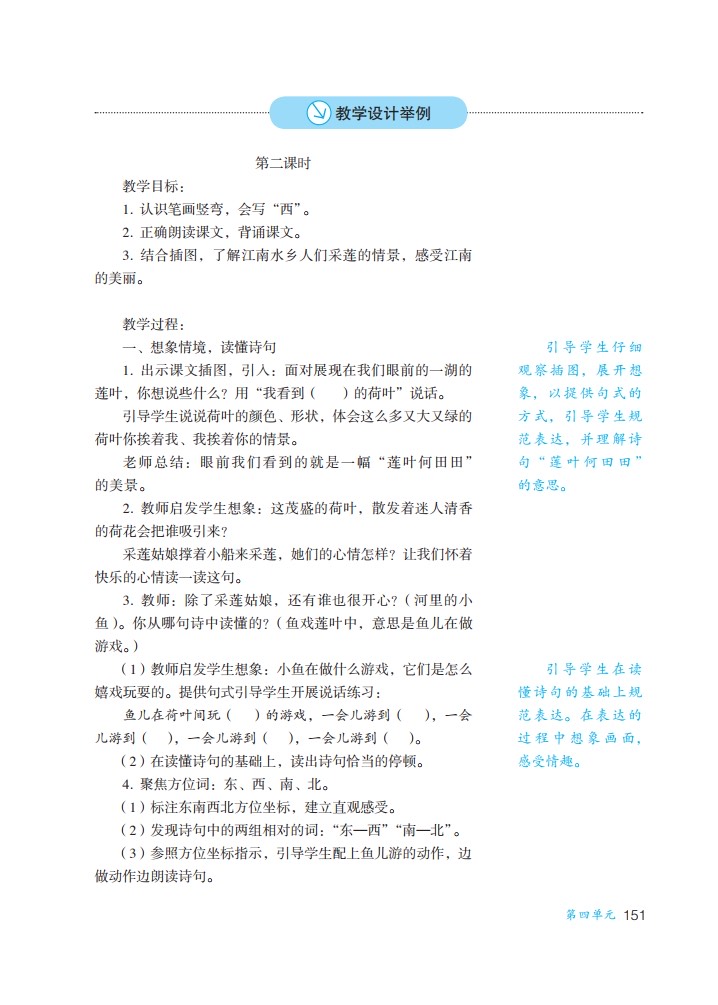 教学设计举例
第二课时
教学目标：
1. 认识笔画竖弯，会写“西”。
2. 正确朗读课文，背诵课文。
3. 结合插图，了解江南水乡人们采莲的情景，感受江南
的美丽。
教学过程：
一、想象情境，读懂诗句
1. 出示课文插图，引入：面对展现在我们眼前的一湖的
莲叶，你想说些什么？用“我看到（　　）的荷叶”说话。
引导学生说说荷叶的颜色、形状，体会这么多又大又绿的
荷叶你挨着我、我挨着你的情景。
老师总结：眼前我们看到的就是一幅“莲叶何田田”
的美景。
2. 教师启发学生想象：这茂盛的荷叶，散发着迷人清香
的荷花会把谁吸引来？
采莲姑娘撑着小船来采莲，她们的心情怎样？让我们怀着
快乐的心情读一读这句。
3. 教师：除了采莲姑娘，还有谁也很开心？（河里的小
鱼）。你从哪句诗中读懂的？（鱼戏莲叶中，意思是鱼儿在做
游戏。）
（1）教师启发学生想象：小鱼在做什么游戏，它们是怎么
嬉戏玩耍的。提供句式引导学生开展说话练习：
鱼儿在荷叶间玩（　　）的游戏，一会儿游到（　　），一会
儿游到（　　），一会儿游到（　　），一会儿游到（　　）。
（2）在读懂诗句的基础上，读出诗句恰当的停顿。
4. 聚焦方位词：东、西、南、北。
（1）标注东南西北方位坐标，建立直观感受。
（2）发现诗句中的两组相对的词：“东—西”“南—北”。
（3）参照方位坐标指示，引导学生配上鱼儿游的动作，边
做动作边朗读诗句。
引导学生仔细
观察插图，展开想
象，以提供句式的
方式，引导学生规
范表达，并理解诗
句“莲叶何田田”
的意思。
引导学生在读
懂诗句的基础上规
范表达。在表达的
过程中想象画面，
感受情趣。
第四单元 151